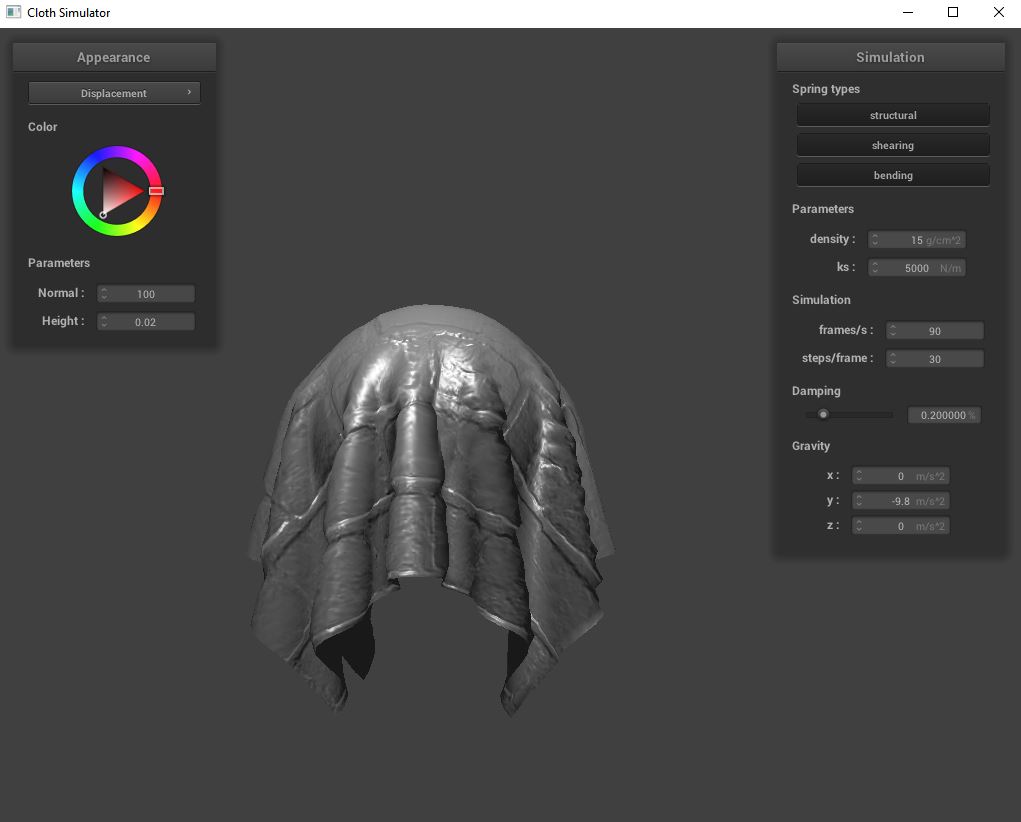 Cloth Simulator
Appearance
Displacement
Color
Parameters
Normal : 100
Height : 0.02
Simulation
Spring types
structural
shearing
bending
Parameters
density : 15 g/cm^2
ks : 5000 N/m
Simulation
frames/s : 90
steps/frame : 30
Damping
0.200000 %
Gravity
x : 0 m/s^2
y : -9.8 m/s^2
z : 0 m/s^2